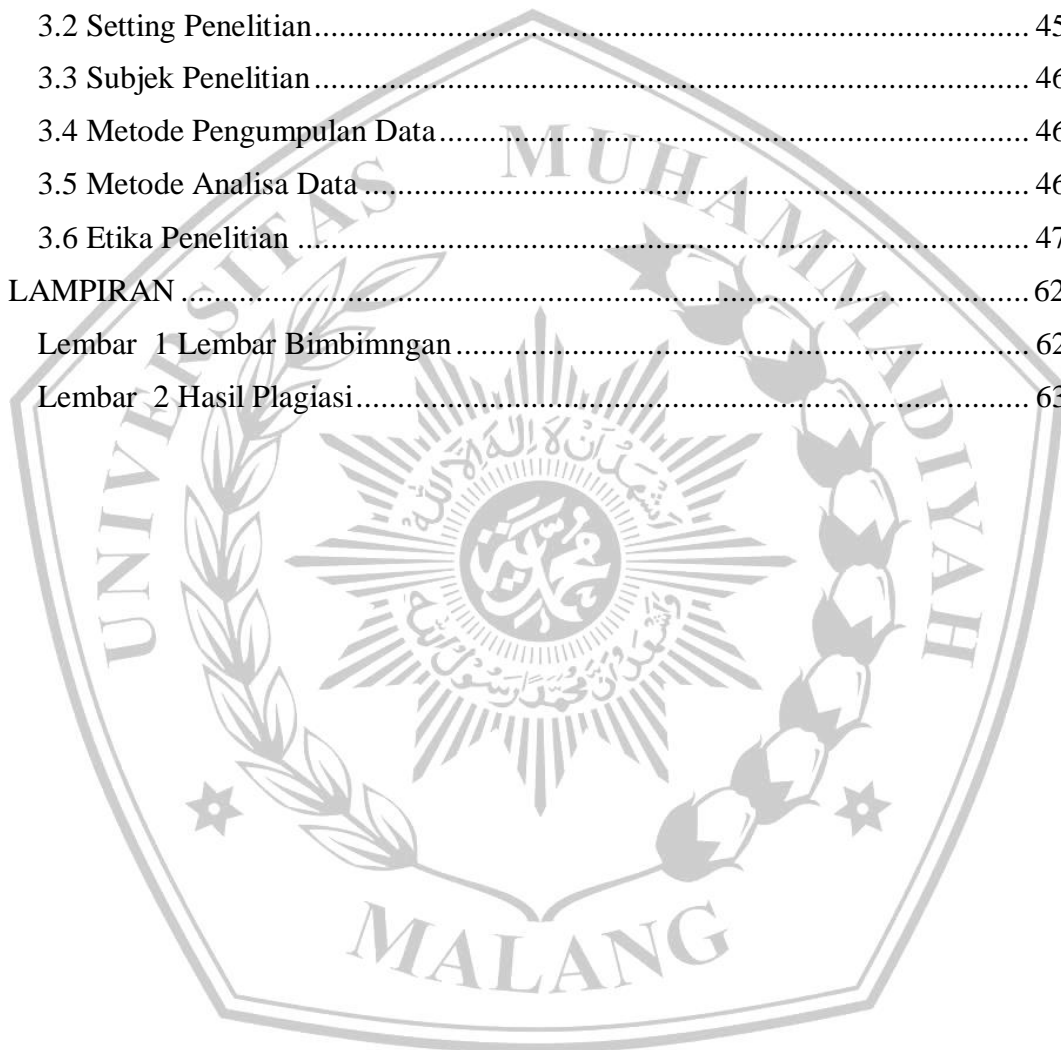 3.2 Setting Penelitian.......................................................................................... 45
3.3 Subjek Penelitian.......................................................................................... 46
3.4 Metode Pengumpulan Data.......................................................................... 46
3.5 Metode Analisa Data.................................................................................... 46
3.6 Etika Penelitian............................................................................................ 47
LAMPIRAN....................................................................................................... 62
Lembar  1 Lembar Bimbimngan......................................................................... 62
Lembar  2 Hasil Plagiasi.................................................................................... 63
UNIVERSITAS MUHAMMADIYAH
MALANG